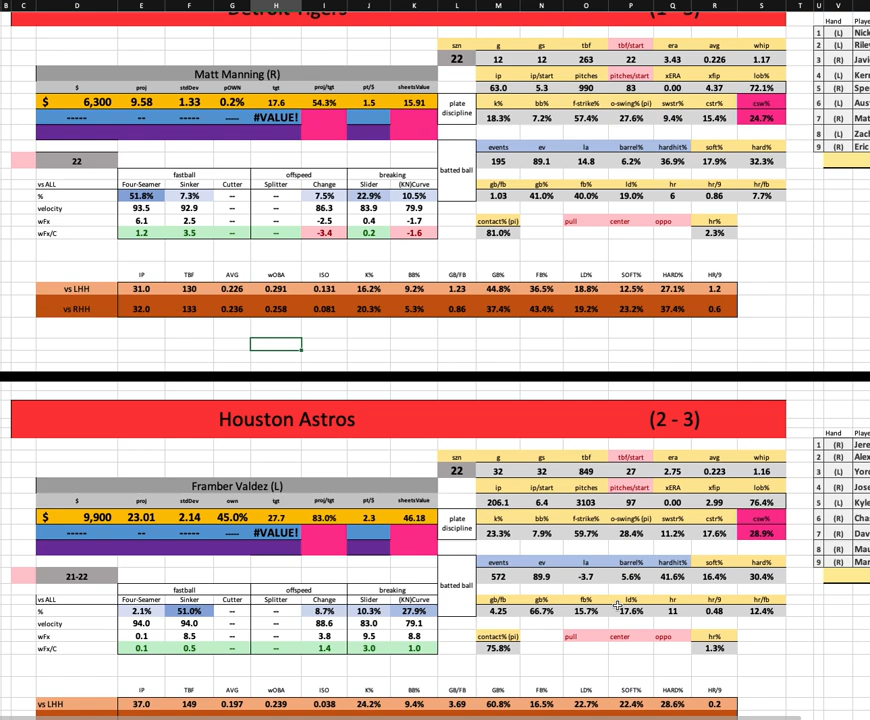 B C D E F G H I J K L M N O P Q R S T U V W
Detroit Tigers
Hand Playe
1 (L) Nick
szn g gs tbf tbf/start era avg whip
2 (L) Riley
22 12 12 263 22 3.43 0.226 1.17
3 (R) Javi
Matt Manning (R)
ip ip/start pitches pitches/start xERA xfip lob%
4 (L) Kerr
$ proj stdDev pOWN tgt proj/tgt pt/$ sheetsValue
63.0 5.3 990 83 0.00 4.37 72.1%
5 (R) Spe
$ 6,300 9.58 1.33 0.2% 17.6 54.3% 1.5 15.91
plate discipline
k% bb% f-strike% o-swing% (pi) swstr% cstr% csw%
6 (L) Aus
----- -- ----- ---- #VALUE!
18.3% 7.2% 57.4% 27.6% 9.4% 15.4% 24.7%
7 (R) Mat
8 (L) Zach
events ev la barrel% hardhit% soft% hard%
9 (R) Eric
22
batted ball
195 89.1 14.8 6.2% 36.9% 17.9% 32.3%
fastball offspeed breaking
vs ALL Four-Seamer Sinker Cutter Splitter Change Slider (KN)Curve
gb/fb gb% fb% ld% hr hr/9 hr/fb
% 51.8% 7.3% -- -- 7.5% 22.9% 10.5%
1.03 41.0% 40.0% 19.0% 6 0.86 7.7%
velocity 93.5 92.9 -- -- 86.3 83.9 79.9
wFx 6.1 2.5 -- -- -2.5 0.4 -1.7
contact% (pi) pull center oppo hr%
wFx/C 1.2 3.5 -- -- -3.4 0.2 -1.6
81.0% 2.3%
IP TBF AVG wOBA ISO K% BB% GB/FB GB% FB% LD% SOFT% HARD% HR/9
vs LHH 31.0 130 0.226 0.291 0.131 16.2% 9.2% 1.23 44.8% 36.5% 18.8% 12.5% 27.1% 1.2
vs RHH 32.0 133 0.236 0.258 0.081 20.3% 5.3% 0.86 37.4% 43.4% 19.2% 23.2% 37.4% 0.6
Houston Astros (2 - 3)
Hand Playe
1 (R) Jere
szn g gs tbf tbf/start era avg whip
2 (R) Alex
22 32 32 849 27 2.75 0.223 1.16
3 (L) Yor
Framber Valdez (L)
ip ip/start pitches pitches/start xERA xfip lob%
4 (R) Jose
$ proj stdDev own tgt proj/tgt pt/$ sheetsValue
206.1 6.4 3103 97 0.00 2.99 76.4%
5 (L) Kyle
$ 9,900 23.01 2.14 45.0% 27.7 83.0% 2.3 46.18
plate discipline
k% bb% f-strike% o-swing% (pi) swstr% cstr% csw%
6 (R) Cha
----- -- ----- ---- #VALUE!
23.3% 7.9% 59.7% 28.4% 11.2% 17.6% 28.9%
7 (R) Dav
8 (R) Mau
events ev la barrel% hardhit% soft% hard%
9 (R) Mar
21-22
batted ball
572 89.9 -3.7 5.6% 41.6% 16.4% 30.4%
fastball offspeed breaking
vs ALL Four-Seamer Sinker Cutter Splitter Change Slider (KN)Curve
gb/fb gb% fb% ld% hr hr/9 hr/fb
% 2.1% 51.0% -- -- 8.7% 10.3% 27.9%
4.25 66.7% 15.7% 17.6% 11 0.48 12.4%
velocity 94.0 94.0 -- -- 88.6 83.0 79.1
wFx 0.1 8.5 -- -- 3.8 9.5 8.8
contact% (pi) pull center oppo hr%
wFx/C 0.1 0.5 -- -- 1.4 3.0 1.0
75.8% 1.3%
IP TBF AVG wOBA ISO K% BB% GB/FB GB% FB% LD% SOFT% HARD% HR/9
vs LHH 37.0 149 0.197 0.239 0.038 24.2% 9.4% 3.69 60.8% 16.5% 22.7% 22.4% 28.6% 0.2